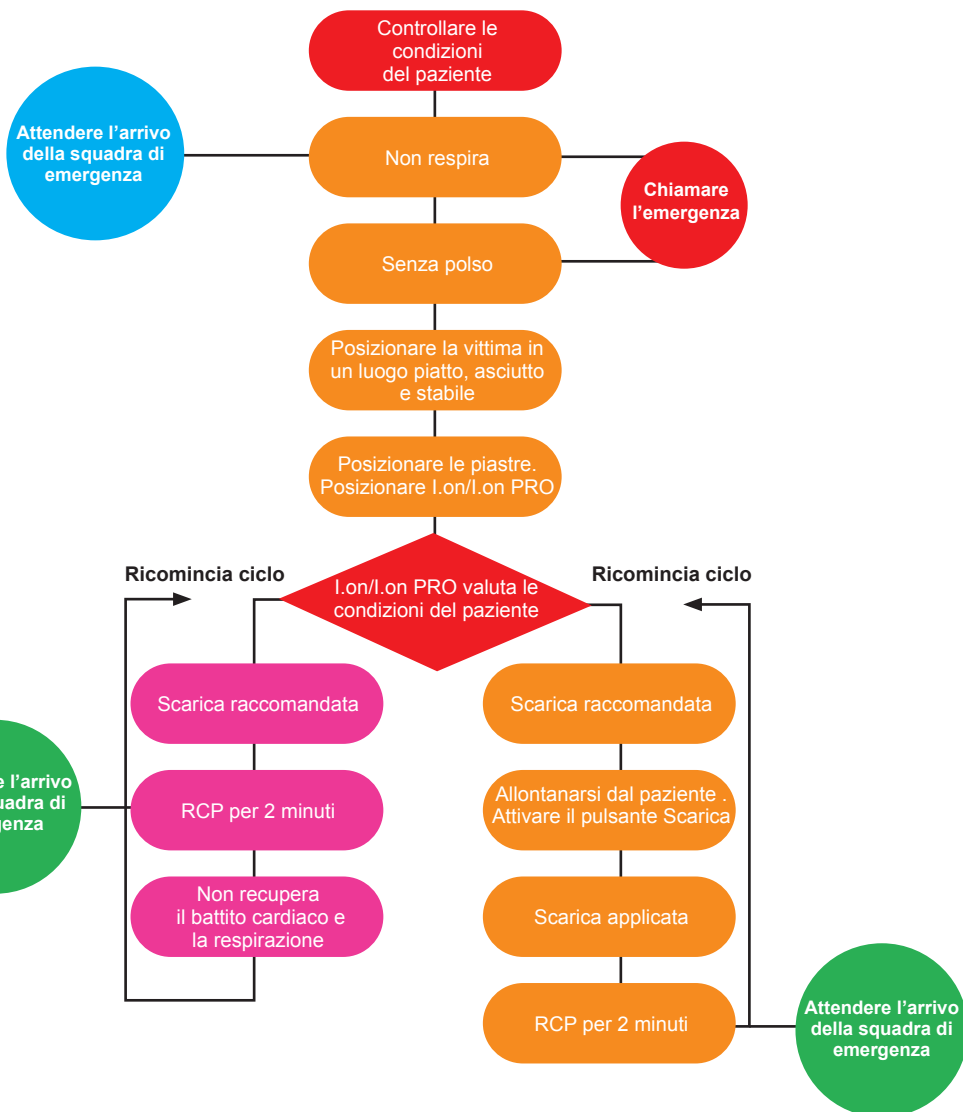 Controllare le
condizioni
del paziente
Attendere l'arrivo
della squadra di
emergenza
Non respira
Chiamare
l'emergenza
Senza polso
Posizionare la vittima in
un luogo piatto, asciutto
e stabile
Posizionare le piastre.
Posizionare I.on/I.on PRO
Ricomincia ciclo
I.on/I.on PRO valuta le
condizioni del paziente
Ricomincia ciclo
Scarica raccomandata
RCP per 2 minuti
Non recupera
il battito cardiaco e
la respirazione
e l'arrivo
uadra di
genza
Scarica raccomandata
Allontanarsi dal paziente .
Attivare il pulsante Scarica
Scarica applicata
RCP per 2 minuti
Attendere l'arrivo
della squadra di
emergenza